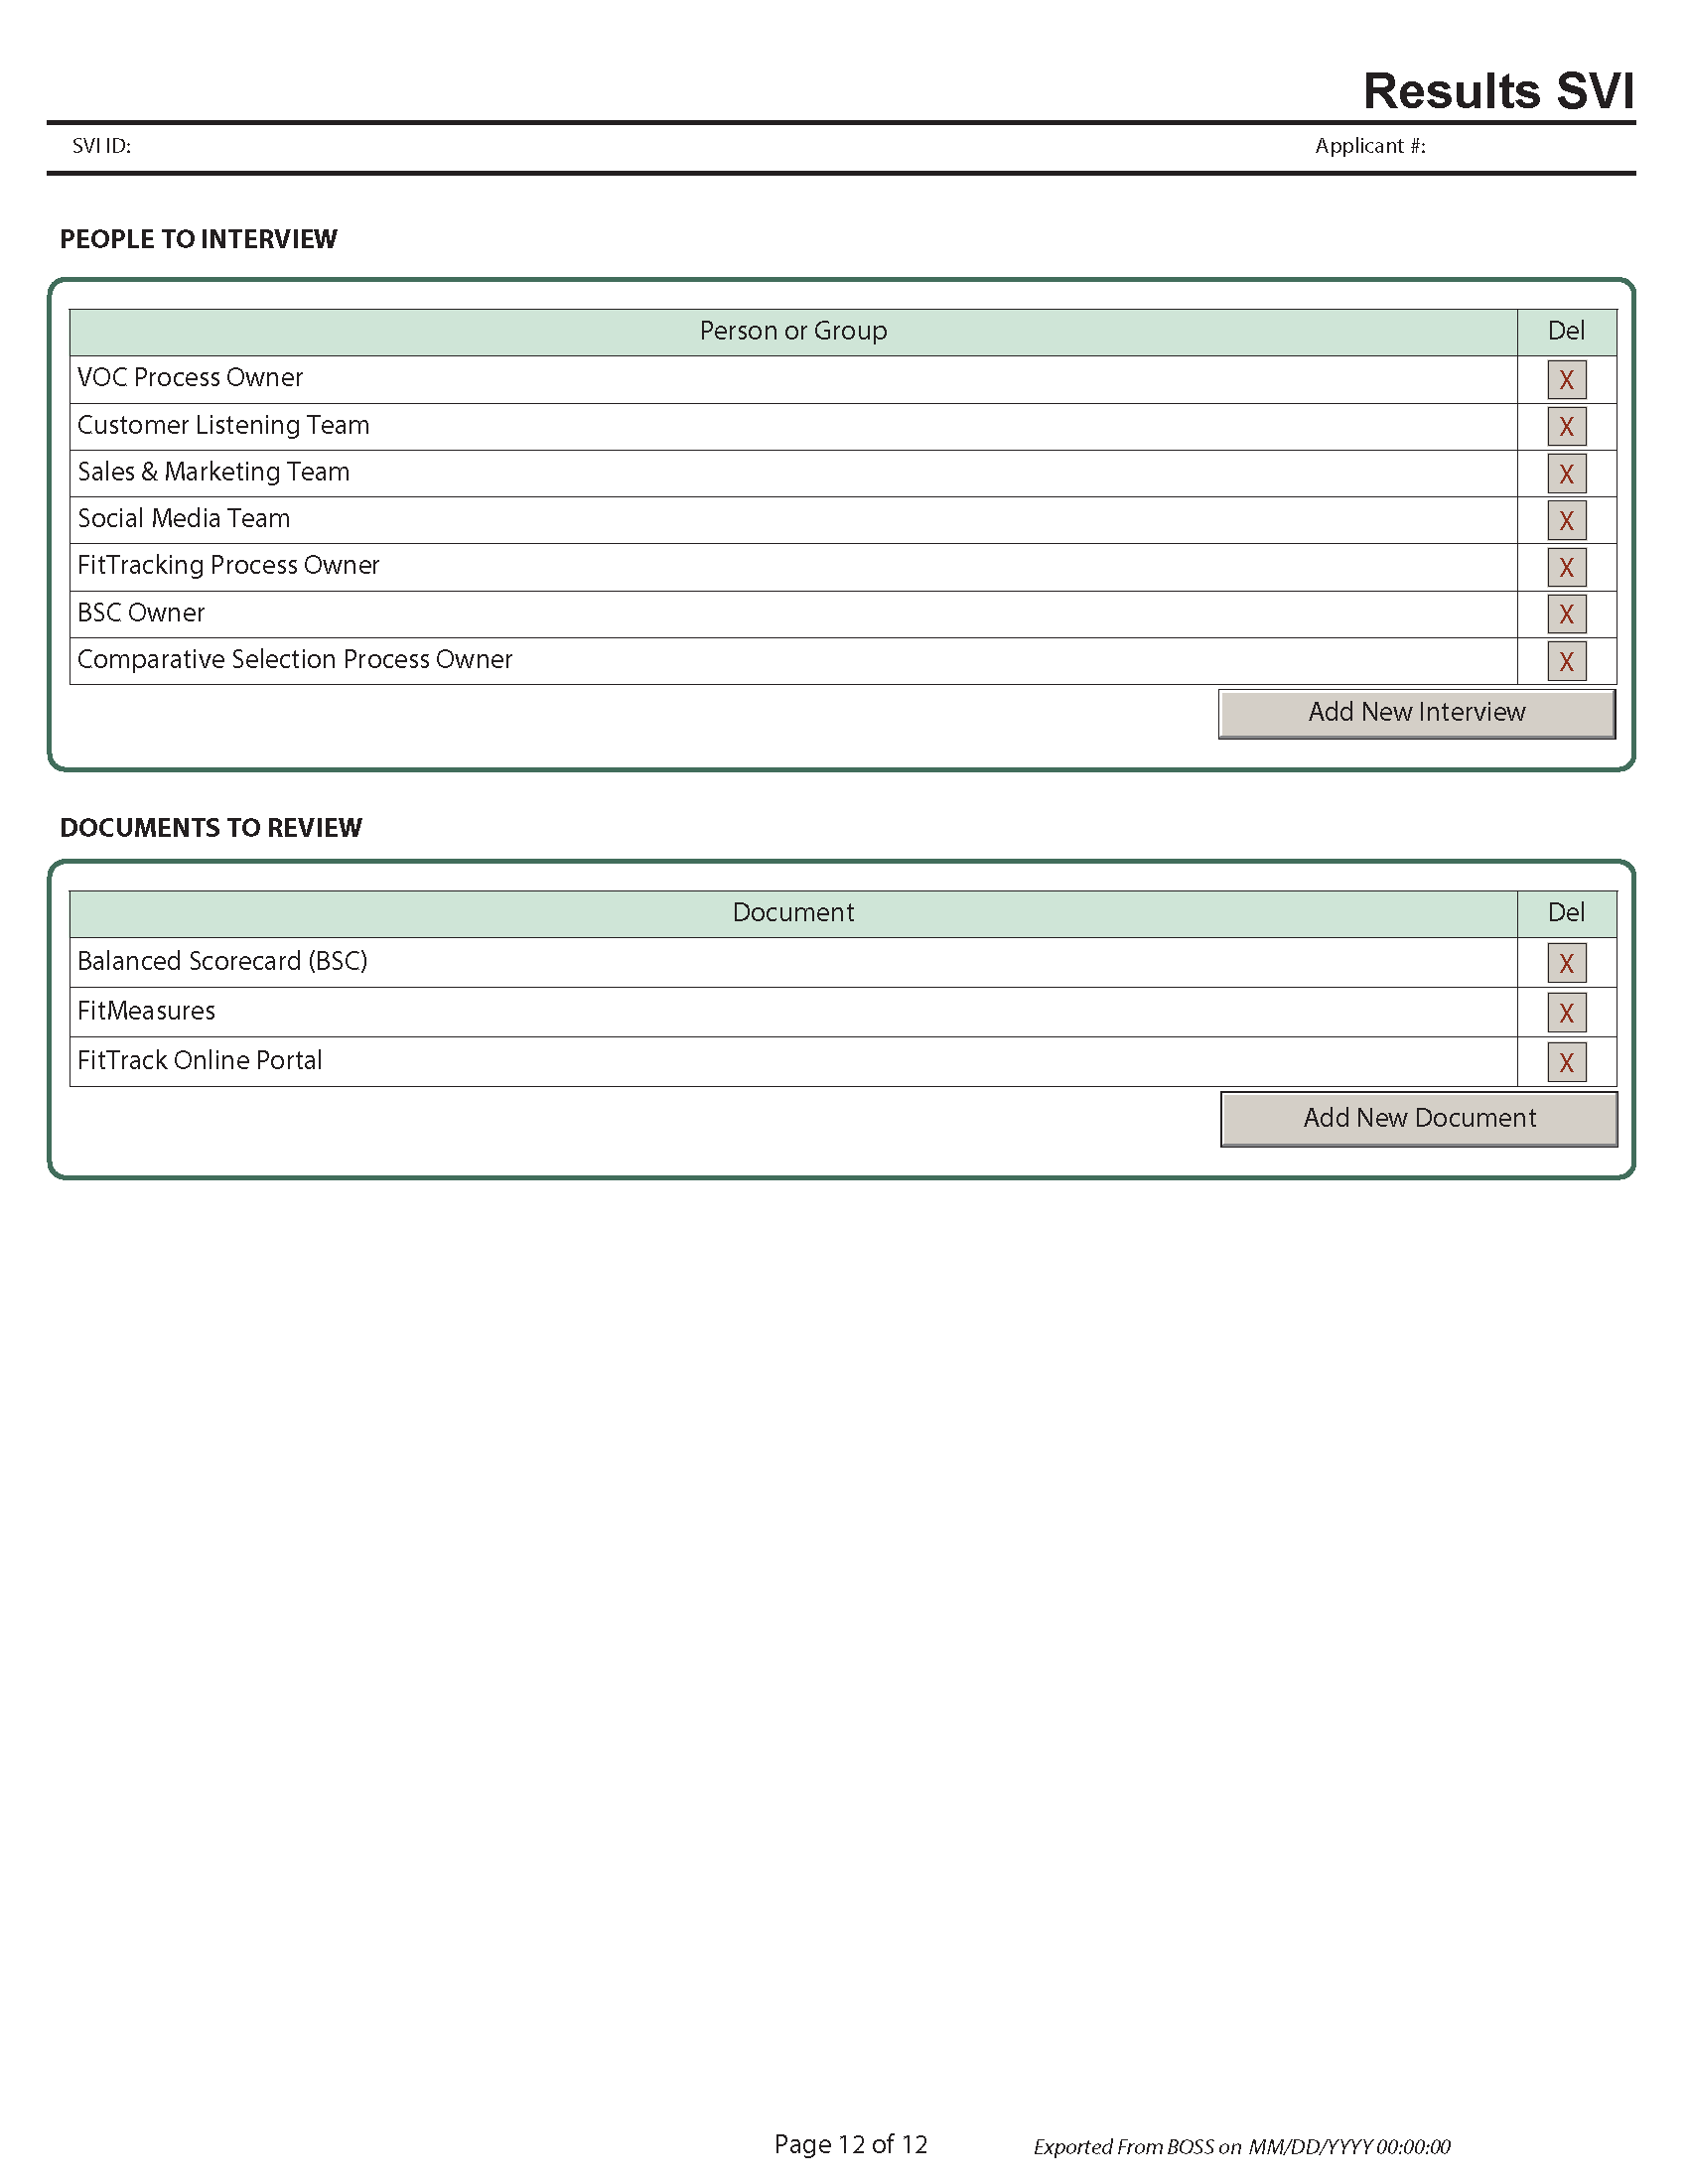 Results SVI
SVI ID: Applicant #:
PEOPLE TO INTERVIEW
Person or Group Del
VOC Process Owner X
Customer Listening Team X
Sales & Marketing Team X
Social Media Team X
FitTracking Process Owner X
BSC Owner X
Comparative Selection Process Owner X
Add New Interview
DOCUMENTS TO REVIEW
Document Del
Balanced Scorecard (BSC) X
FitMeasures X
FitTrack Online Portal X
Add New Document
Page 12 of 12 Exported From BOSS on MM/DD/YYYY 00:00:00